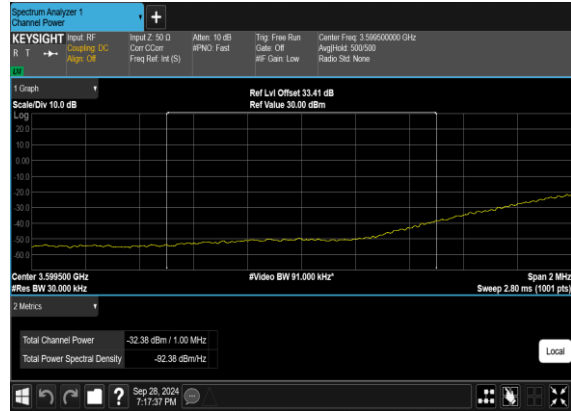 Spectrum Analyzer 1
Channel Power
+
KEYSIGHT Input: RF Input Z: 50 Ω Atten: 10 dB Trig: Free Run Center Freq: 3.599500000 GHz
R T Coupling: DC Corr CCorr #PNO: Fast Gate: Off Avg|Hold: 500/500
Align: Off Freq Ref: Int (S) #IF Gain: Low Radio Std: None
1 Graph Ref Lvl Offset 33.41 dB
Scale/Div 10.0 dB Ref Value 30.00 dBm
Log
20.0
10.0
0.00
-10.0
-20.0
-30.0
-40.0
-50.0
-60.0
Center 3.599500 GHz #Video BW 91.000 kHz* Span 2 MHz
#Res BW 30.000 kHz Sweep 2.80 ms (1001 pts)
2 Metrics
Total Channel Power -32.38 dBm / 1.00 MHz
Total Power Spectral Density -92.38 dBm/Hz
Local
? Sep 28, 2024
7:17:37 PM